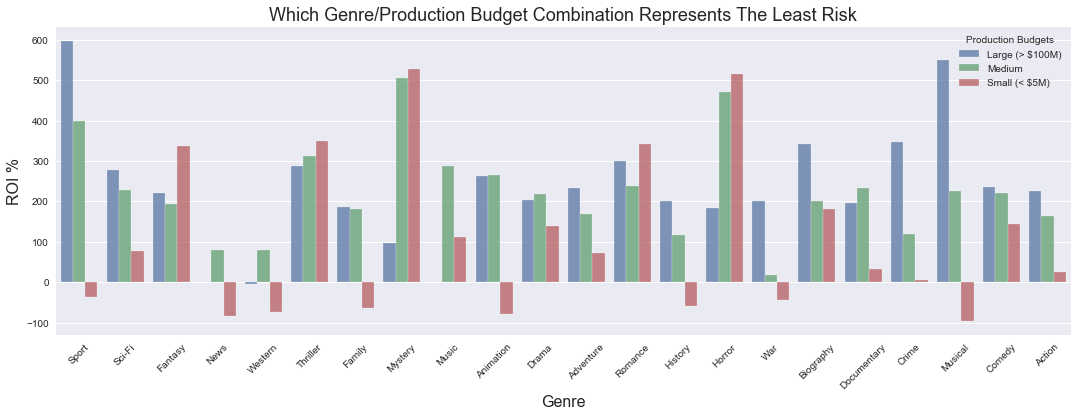 Which Genre/Production Budget Combination Represents The Least Risk
Production Budgets
Large (> $100M)
Medium
Small (< $5M)
ROI %
600
500
400
300
200
100
0
−100
Sport
Sci-Fi
Fantasy
News
Western
Thriller
Family
Mystery
Music
Animation
Drama
Adventure
Romance
History
Horror
War
Biography
Documentary
Crime
Musical
Comedy
Action
Genre